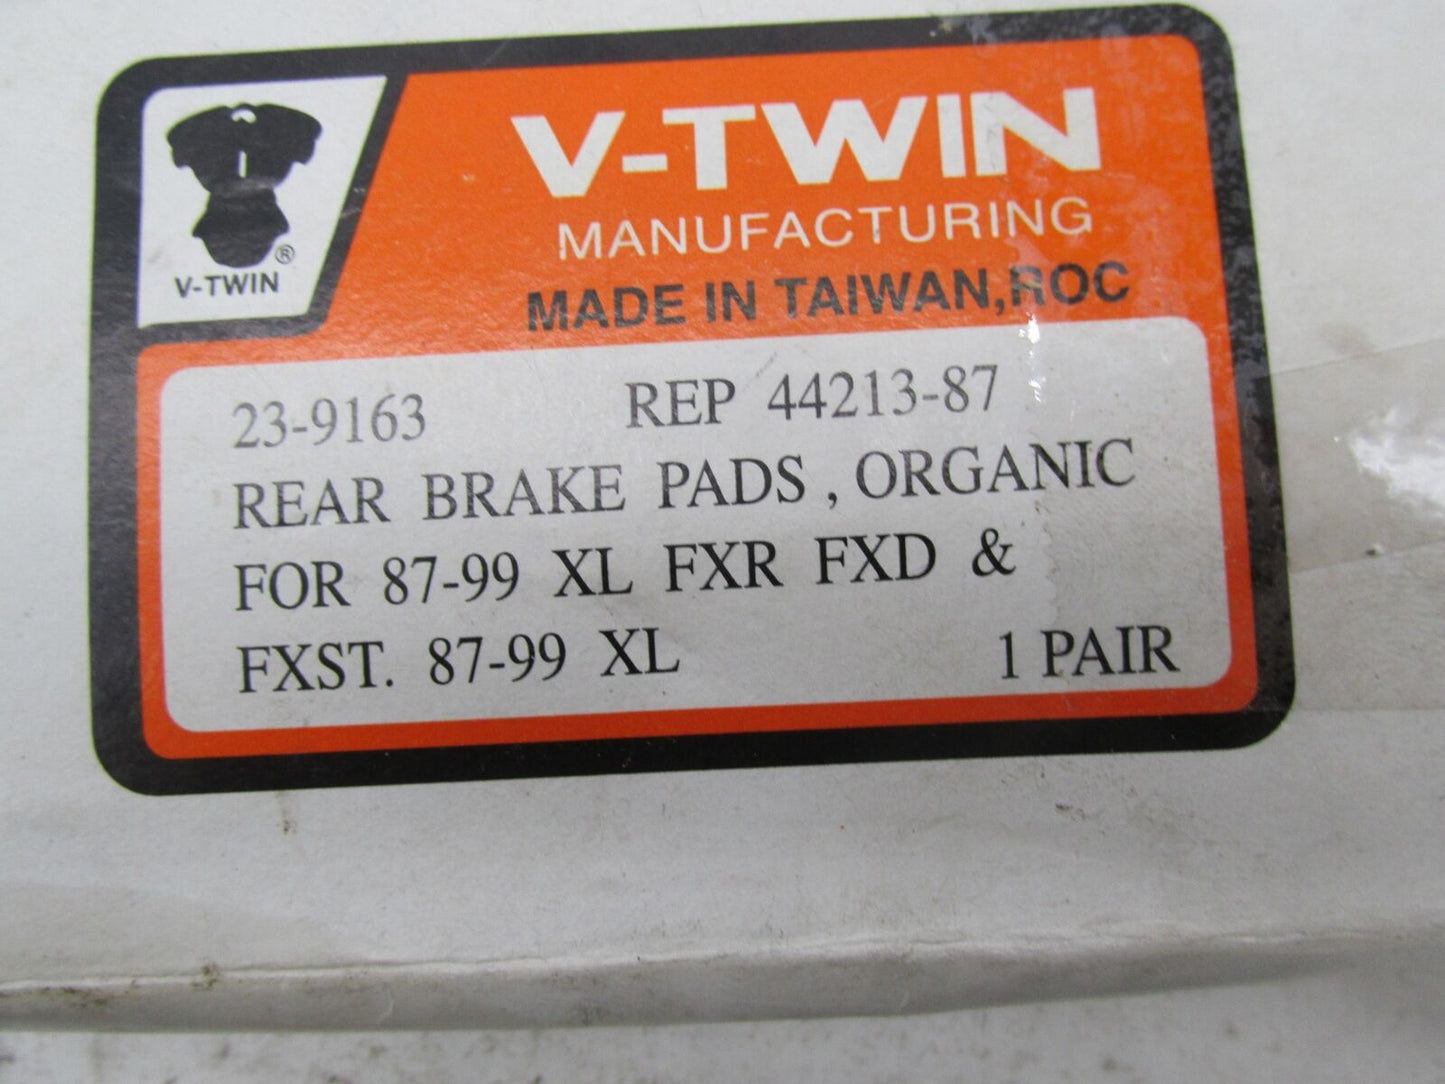 V-TWIN
MANUFACTURING
MADE IN TAIWAN,ROC
®
V-TWIN
23-9163 REP 44213-87
REAR BRAKE PADS , ORGANIC
FOR 87-99 XL FXR FXD &
FXST. 87-99 XL 1 PAIR